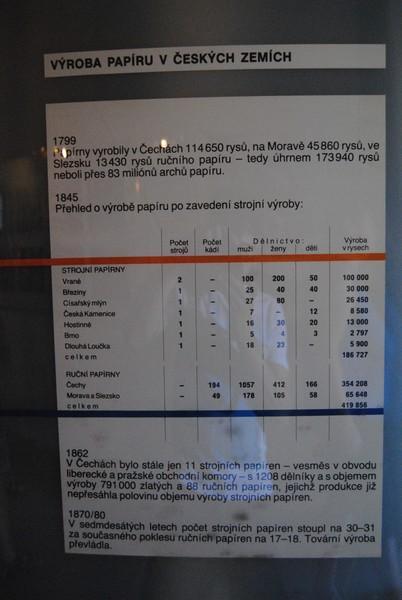 VÝROBA PAPÍRU V ČESKÝCH ZEMÍCH
1799
Papírny vyrobily v Čechách 114 650 rysů, na Moravě 45 860 rysů, ve
Slezsku 13 430 rysů ručního papíru – tedy úhrnem 173 940 rysů
neboli přes 83 miliónů archů papíru.
1845
Přehled o výrobě papíru po zavedení strojní výroby:
Počet strojů Počet kádí Dělnictvo: muži ženy děti Výroba v rysech
STROJNÍ PAPÍRNY
Vrané 2 – 100 200 50 100 000
Březiny 1 – 25 40 40 30 000
Císařský mlýn 1 – 27 80 – 26 450
Česká Kamenice 1 – 7 – 12 8 580
Hostinné 1 – 16 30 20 13 000
Brno 1 – 5 4 3 2 797
Dlouhá Loučka 1 – 18 23 – 5 900
celkem 186 727
RUČNÍ PAPÍRNY
Čechy – 194 1057 412 166 354 208
Morava a Slezsko – 49 178 105 58 65 648
celkem 419 856
1862
V Čechách bylo stále jen 11 strojních papíren – vesměs v obvodu
liberecké a pražské obchodní komory – s 1208 dělníky a s objemem
výroby 791 000 zlatých a 88 ručních papíren, jejichž produkce již
nepřesáhla polovinu objemu výroby strojních papíren.
1870/80
V sedmdesátých letech počet strojních papíren stoupl na 30–31
za současného poklesu ručních papíren na 17–18. Tovární výroba
převládla.